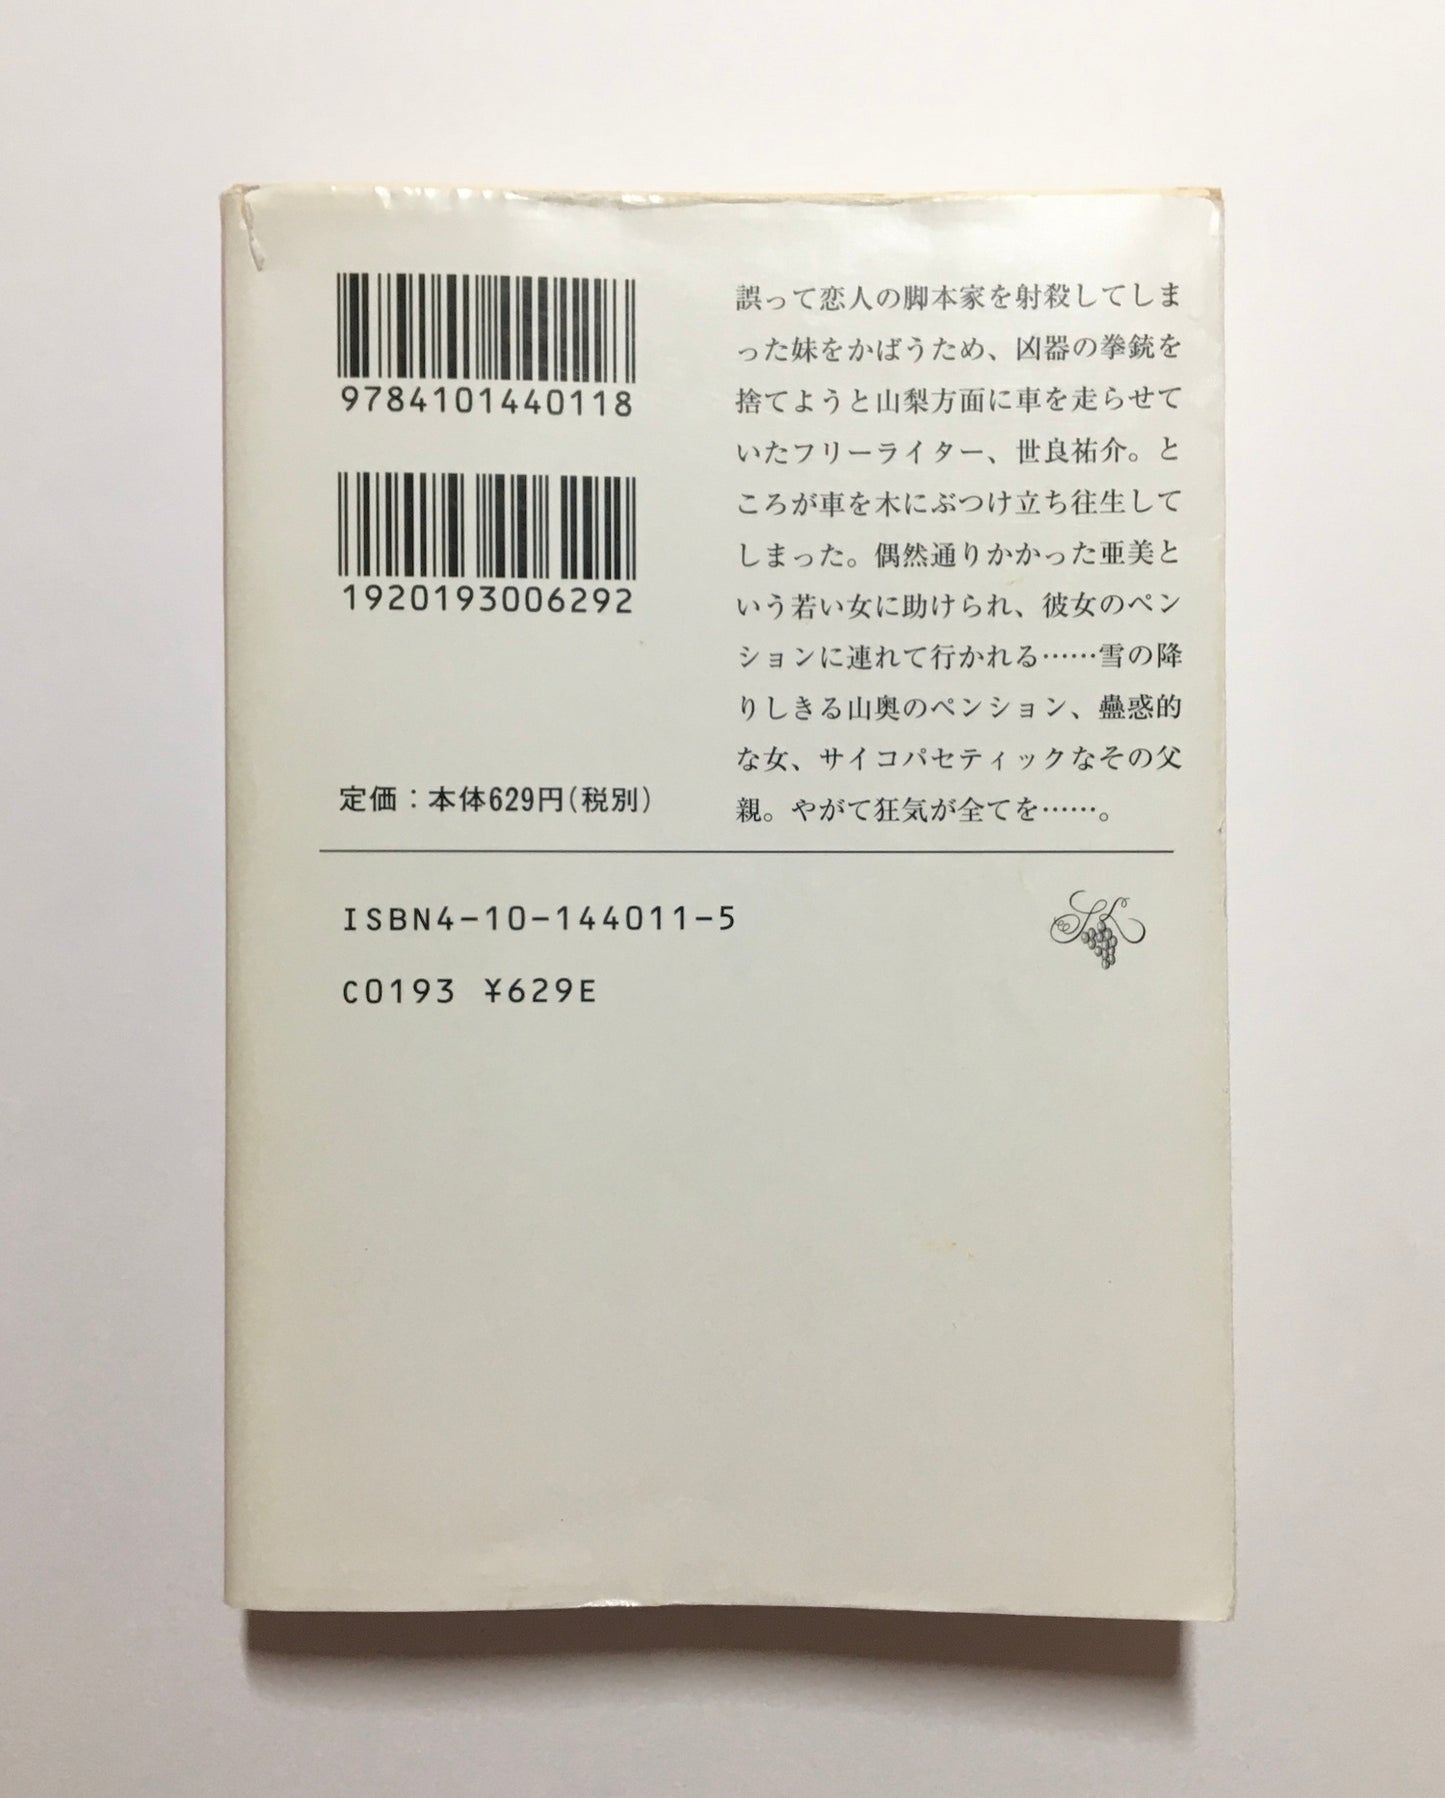 9784101440118
1920193006292
定価：本体629円（税別）
誤って恋人の脚本家を射殺してしま
った妹をかばうため、凶器の拳銃を
捨てようと山梨方面に車を走らせて
いたフリーライター、世良祐介。と
ころが車を木にぶつけ立ち往生して
しまった。偶然通りかかった亜美と
いう若い女に助けられ、彼女のペン
ションに連れて行かれる……雪の降
りしきる山奥のペンション、蠱惑的
な女、サイコパセティックなその父
親。やがて狂気が全てを……。
ISBN4-10-144011-5
C0193 ¥629E